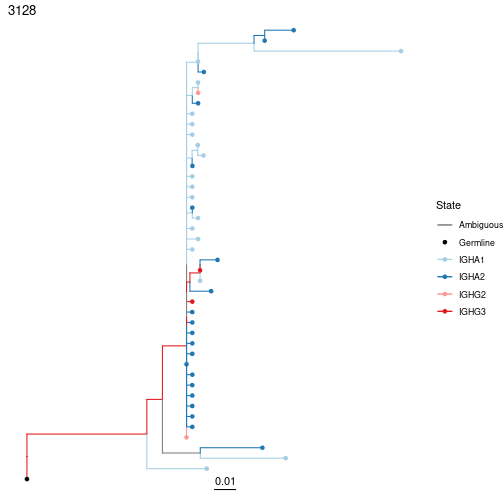 3128
State
Ambiguous
Germline
IGHA1
IGHA2
IGHG2
IGHG3
0.01